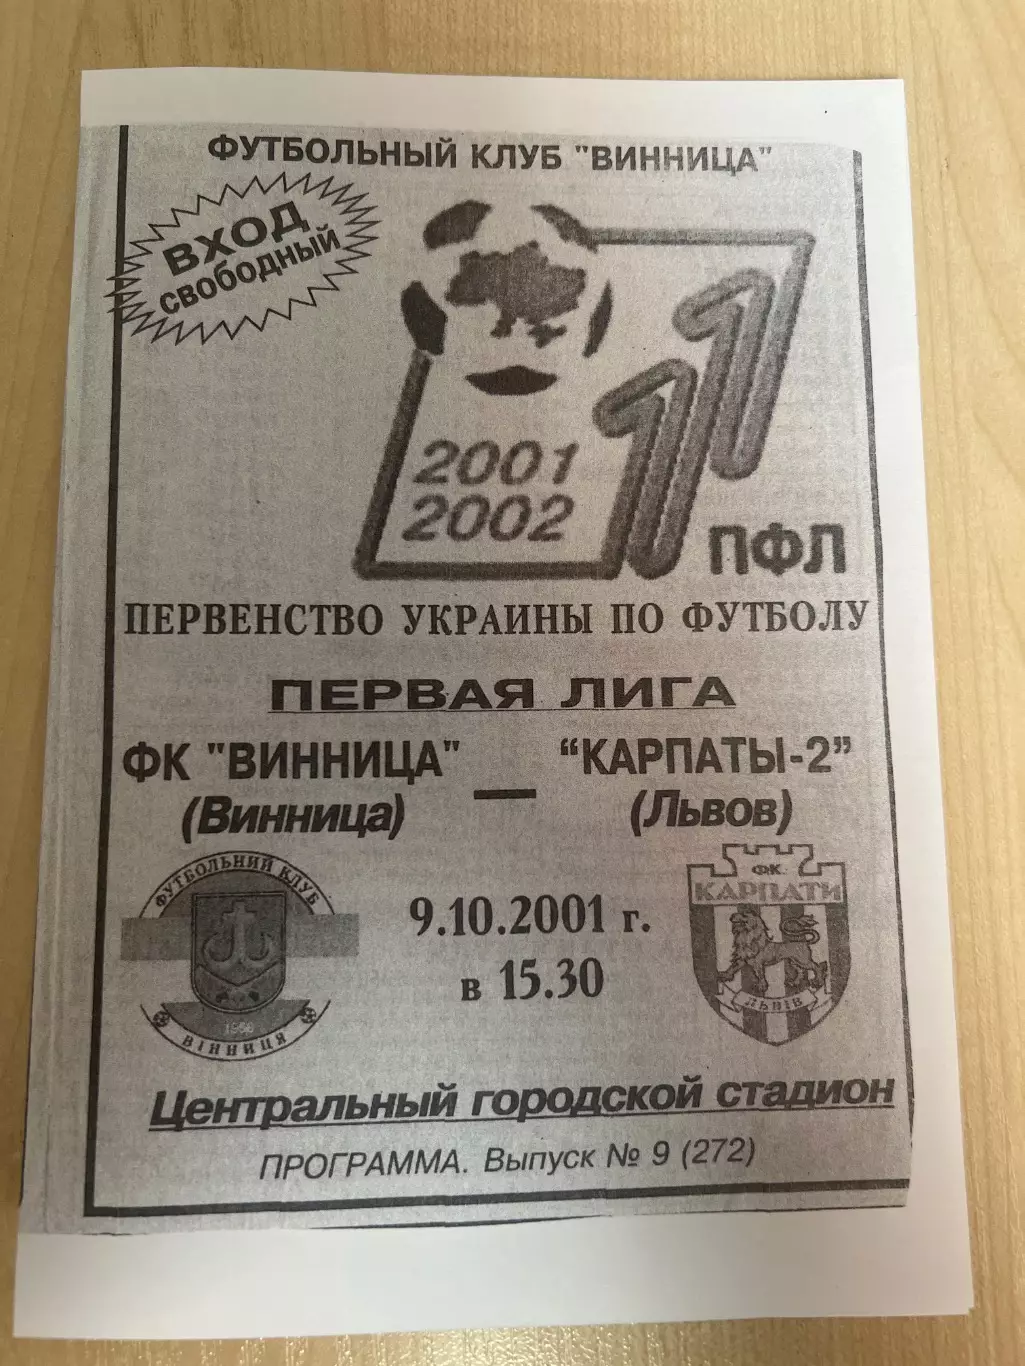 ФУТБОЛЬНЫЙ КЛУБ "ВИННИЦА"
ВХОД
свободный
11
2001
2002
ПФЛ
ПЕРВЕНСТВО УКРАИНЫ ПО ФУТБОЛУ
ПЕРВАЯ ЛИГА
ФК "ВИННИЦА" — “КАРПАТЫ-2”
(Винница) (Львов)
ФУТБОЛЬНИЙ КЛУБ
1958
ВІННИЦЯ
9.10.2001 г.
в 15.30
ФК
КАРПАТИ
ЛЬВІВ
Центральный городской стадион
ПРОГРАММА. Выпуск № 9 (272)